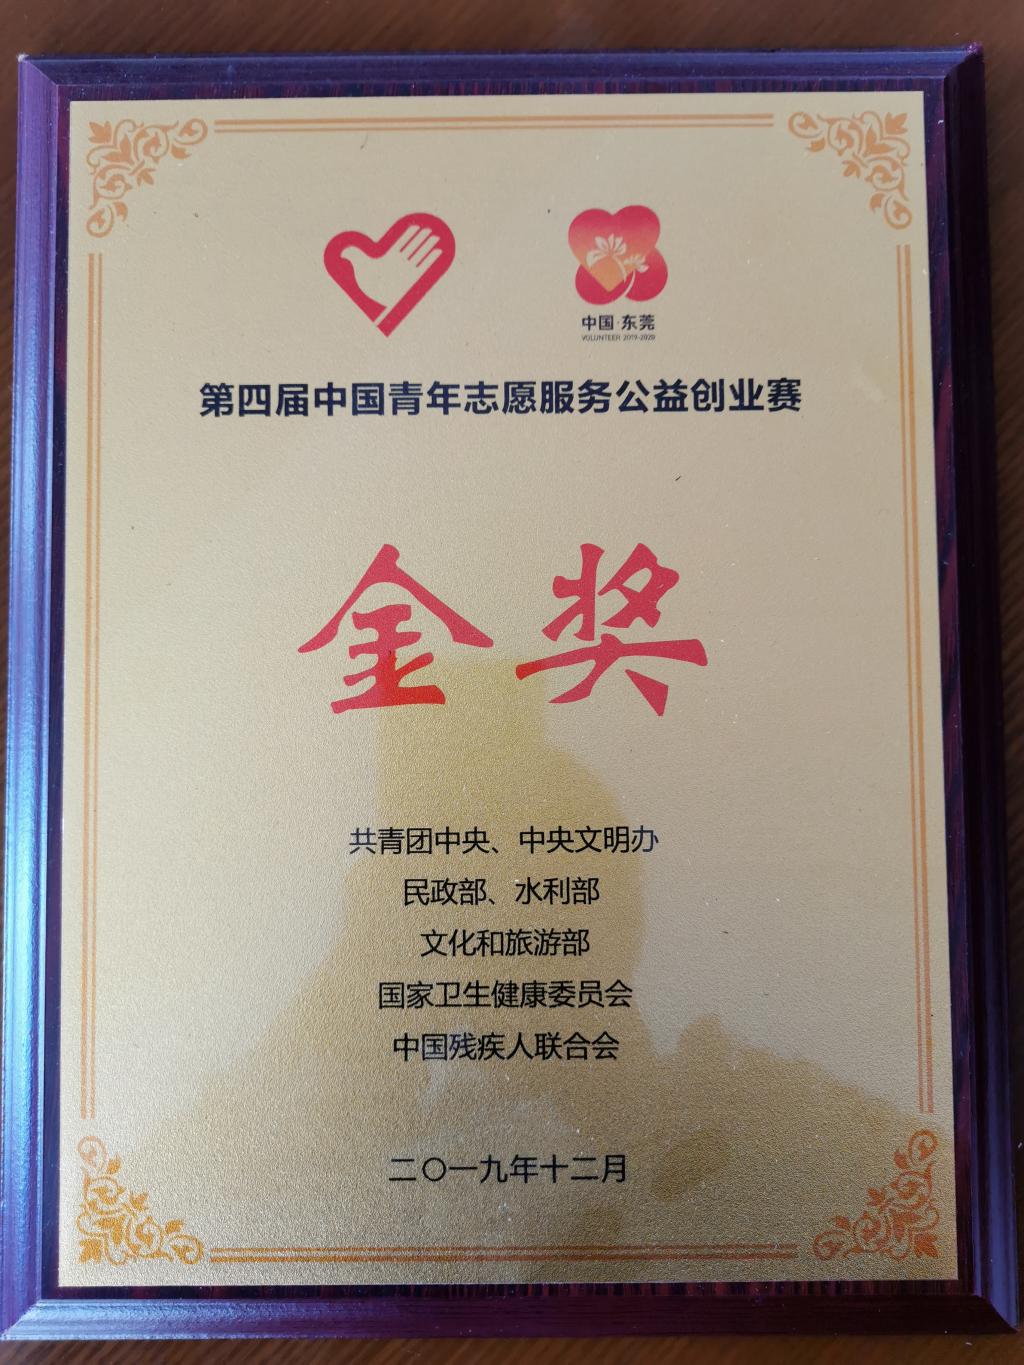 中国·东莞
VOLUNTEER 2019-2020
第四届中国青年志愿服务公益创业赛
金奖
共青团中央、中央文明办
民政部、水利部
文化和旅游部
国家卫生健康委员会
中国残疾人联合会
二〇一九年十二月